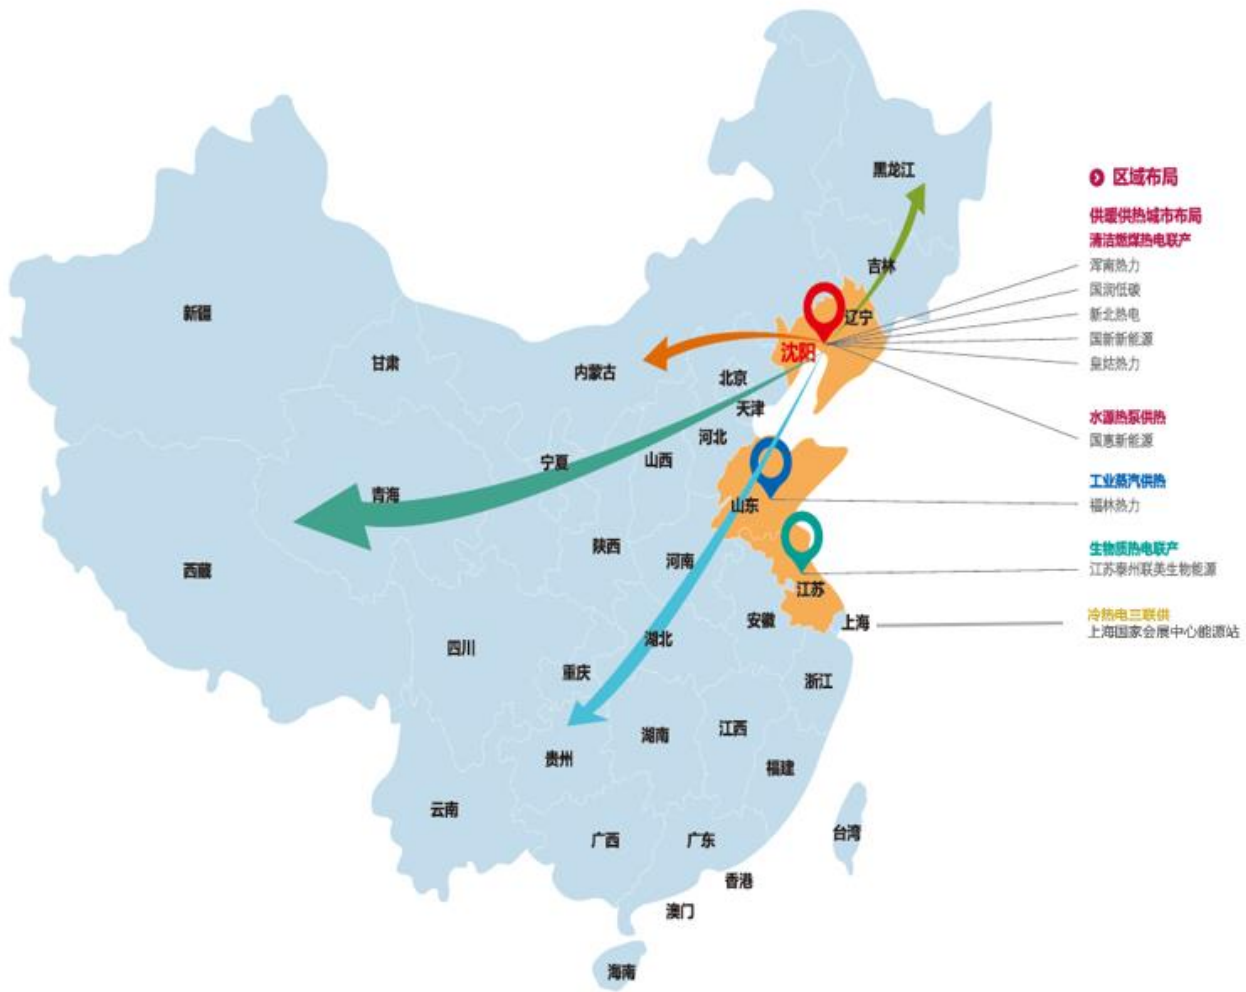 黑龙江
吉林
辽宁
沈阳
新疆
甘肃
内蒙古
北京
天津
河北
宁夏
山西
青海
山东
陕西
河南
西藏
江苏
安徽
上海
四川
湖北
重庆
浙江
湖南
江西
贵州
福建
云南
广西
广东
台湾
香港
澳门
海南
区域布局
供暖供热城市布局
清洁燃煤热电联产
浑南热力
国润低碳
新北热电
国新新能源
皇姑热力
水源热泵供热
国惠新能源
工业蒸汽供热
福林热力
生物质热电联产
江苏泰州联美生物能源
冷热电三联供
上海国家会展中心能源站